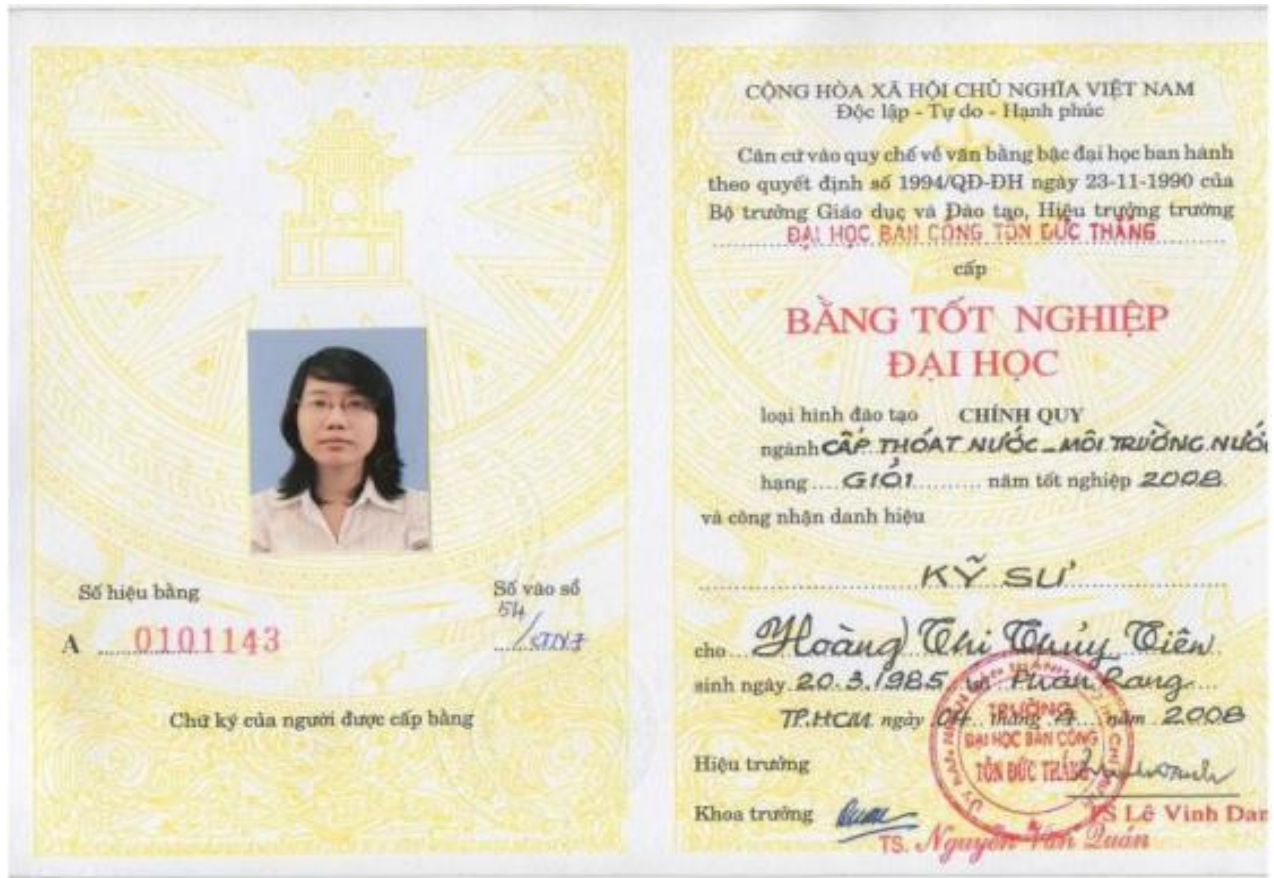 Số hiệu bằng
Số vào sổ
54
A 0101143
Chữ ký của người được cấp bằng
CỘNG HÒA XÃ HỘI CHỦ NGHĨA VIỆT NAM
Độc lập - Tự do - Hạnh phúc
Căn cứ vào quy chế về văn bằng bậc đại học ban hành
theo quyết định số 1994/QĐ-ĐH ngày 23-11-1990 của
Bộ trưởng Giáo dục và Đào tạo, Hiệu trưởng trường
ĐẠI HỌC BÁN CÔNG TÔN ĐỨC THẮNG
cấp
BẰNG TỐT NGHIỆP
ĐẠI HỌC
loại hình đào tạo CHÍNH QUY
ngành CẤP THOÁT NƯỚC - MÔI TRƯỜNG NƯỚC
hạng GIỎI năm tốt nghiệp 2008
và công nhận danh hiệu
KỸ SƯ
cho Hoàng Thị Thủy Tiên
sinh ngày 20.3.1985 tại Phan Rang
TP.HCM ngày 04 tháng 4 năm 2008
TRƯỜNG
ĐẠI HỌC BÁN CÔNG
TÔN ĐỨC THẮNG
Hiệu trưởng
Khoa trưởng
TS Lê Vinh Dan
TS. Nguyễn Văn Quán